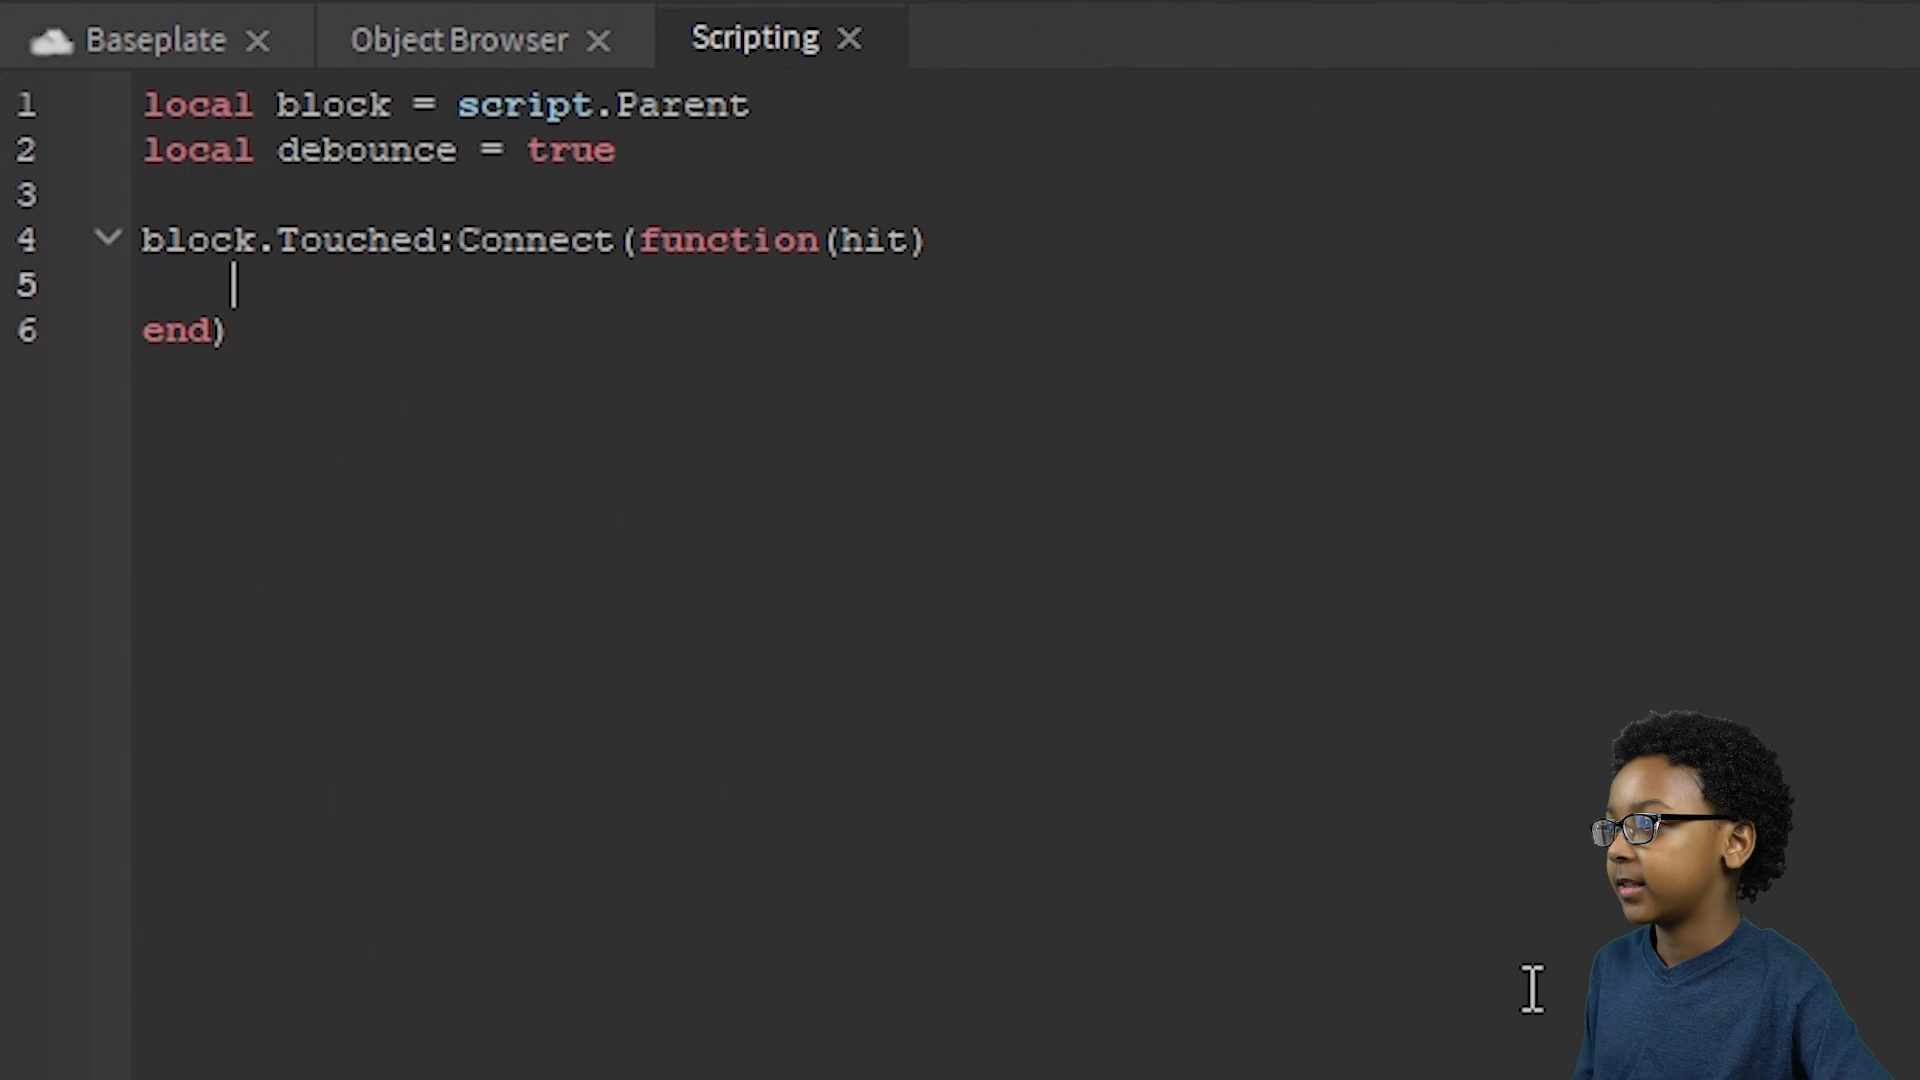 Baseplate Object Browser Scripting
1 local block = script.Parent
2 local debounce = true
3
4 block.Touched:Connect(function(hit)
5
6 end)